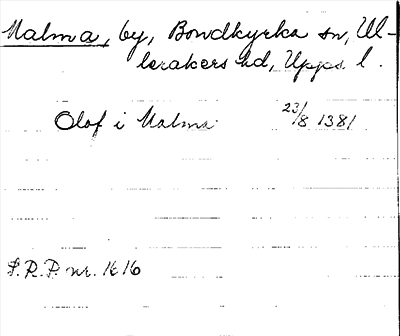 Malma, by, Bondkyrka sn, Ul-
lerakers hd, Upps. l.
Olof i Malma 23/8 1381
S.R.P. nr. 1616